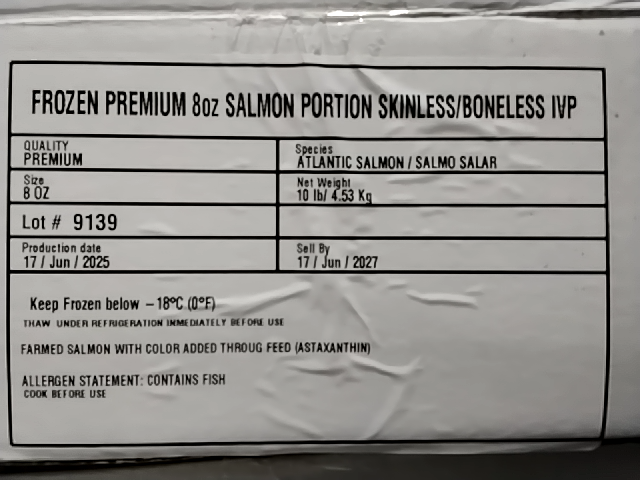 FROZEN PREMIUM 8oz SALMON PORTION SKINLESS/BONELESS IVP
QUALITY
PREMIUM
Species
ATLANTIC SALMON / SALMO SALAR
Size
8 OZ
Net Weight
10 lb/ 4.53 Kg
Lot # 9139
Production date
17 / Jun / 2025
Sell By
17 / Jun / 2027
Keep Frozen below –18ºC (0ºF)
THAW UNDER REFRIGERATION INMEDIATELY BEFORE USE
FARMED SALMON WITH COLOR ADDED THROUG FEED (ASTAXANTHIN)
ALLERGEN STATEMENT: CONTAINS FISH
COOK BEFORE USE